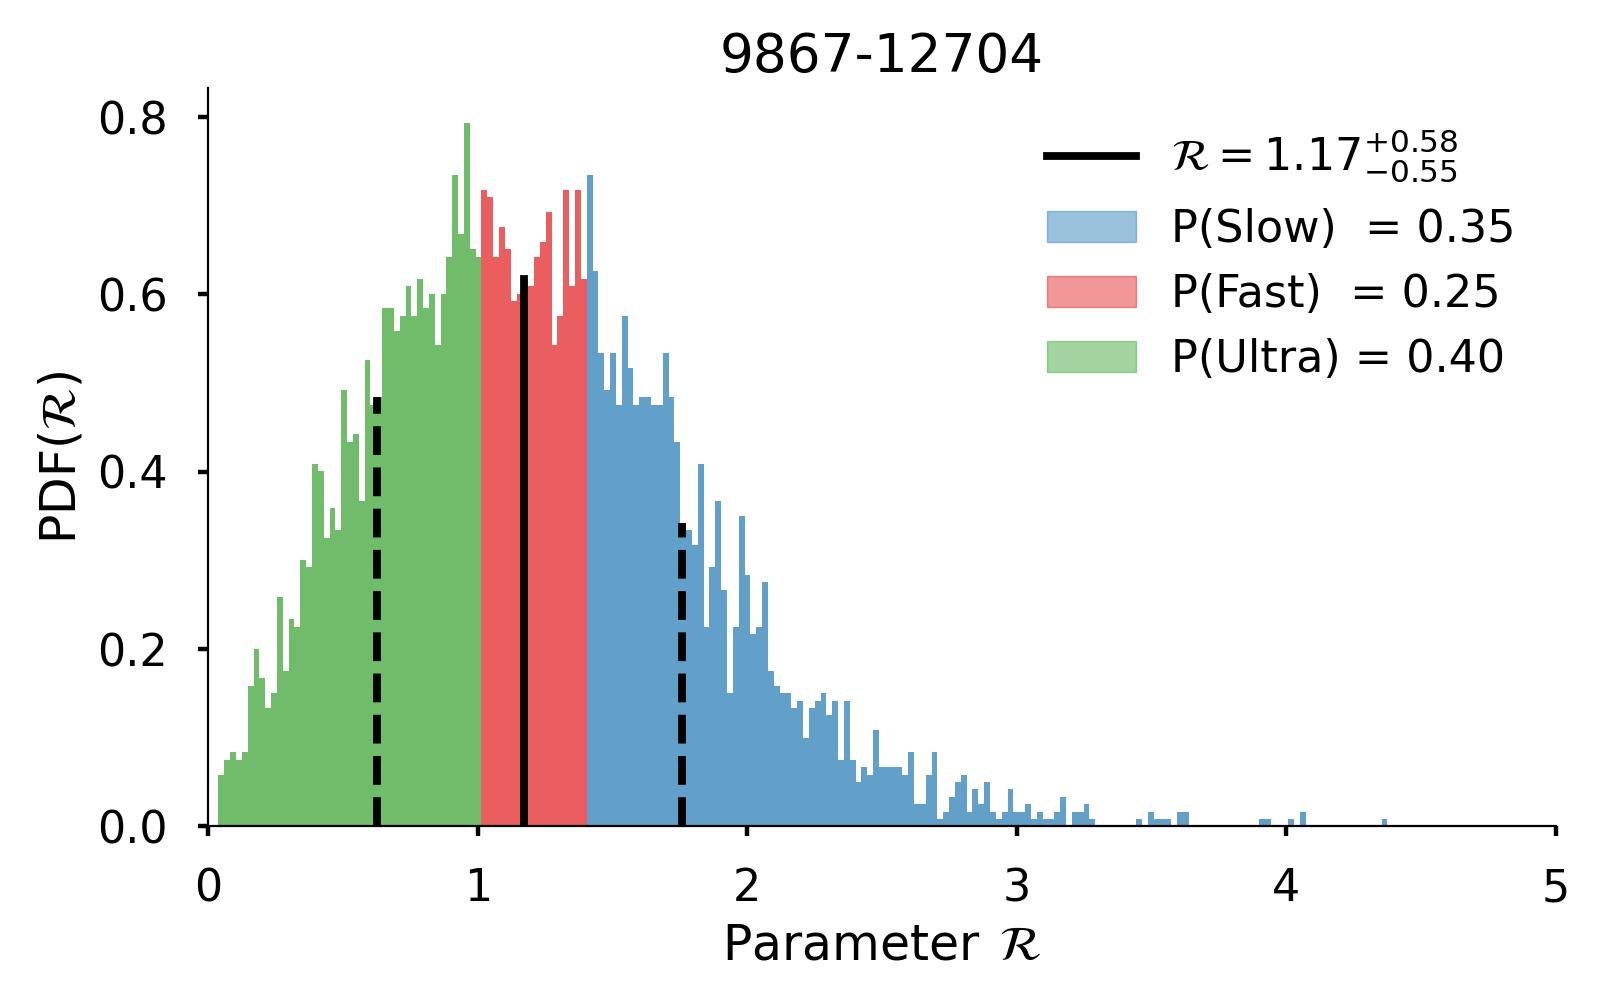 9867-12704
0.8
0.6
0.4
0.2
0.0
PDF(ℛ)
ℛ = 1.17 +0.58 −0.55
P(Slow) = 0.35
P(Fast) = 0.25
P(Ultra) = 0.40
0 1 2 3 4 5
Parameter ℛ